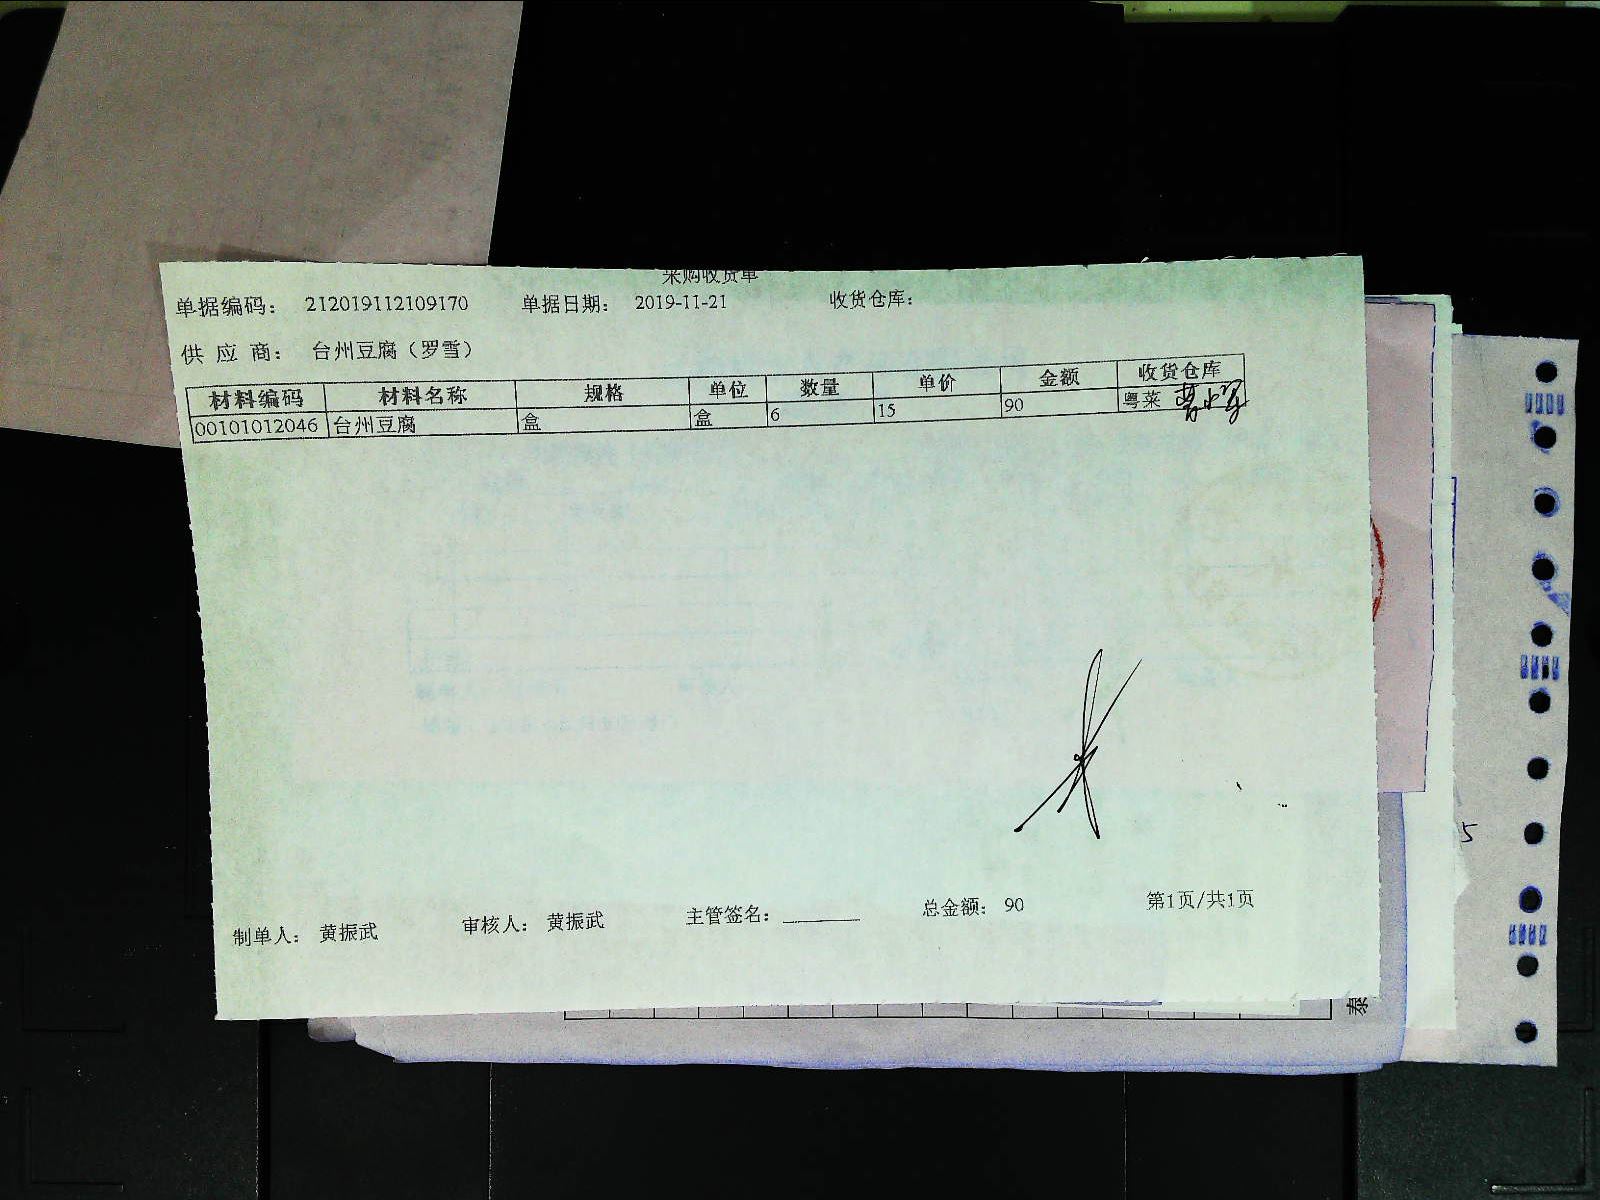 采购收货单
单据编码： 212019112109170 单据日期： 2019-11-21 收货仓库：
供 应 商： 台州豆腐（罗雪）
材料编码 材料名称 规格 单位 数量 单价 金额 收货仓库
00101012046 台州豆腐 盒 盒 6 15 90 粤菜
制单人： 黄振武 审核人： 黄振武 主管签名： 总金额： 90 第1页/共1页
5